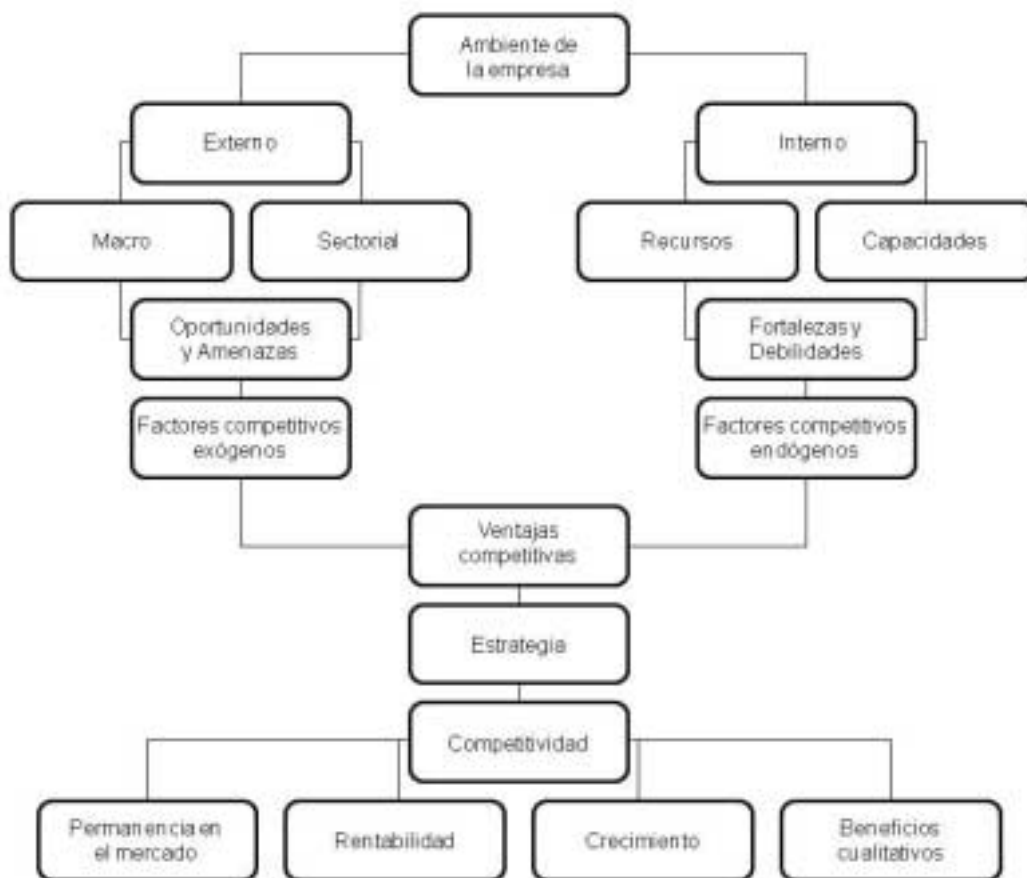 Ambiente de
la empresa
Externo
Interno
Macro
Sectorial
Recursos
Capacidades
Oportunidades
y Amenazas
Fortalezas y
Debilidades
Factores competitivos
exógenos
Factores competitivos
endógenos
Ventajas
competitivas
Estrategia
Competitividad
Permanencia en
el mercado
Rentabilidad
Crecimiento
Beneficios
cualitativos